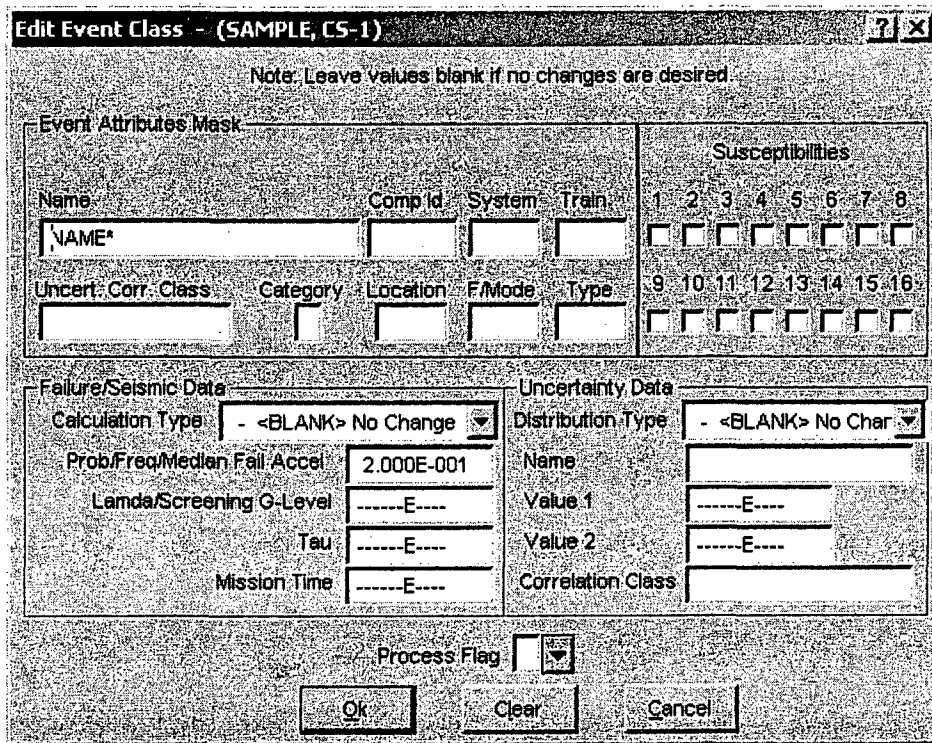 Edit Event Class - (SAMPLE, CS-1) ? X
Note: Leave values blank if no changes are desired.
Event Attributes Mask
Susceptibilities
Name Comp Id System Train 1 2 3 4 5 6 7 8
NAME*
Uncert. Corr. Class Category Location F/Mode Type 9 10 11 12 13 14 15 16
Failure/Seismic Data
Calculation Type - <BLANK> No Change
Prob/Freq/Median Fail Accel 2.000E-001
Lamda/Screening G-Level ------E----
Tau ------E----
Mission Time ------E----
Uncertainty Data
Distribution Type - <BLANK> No Char
Name
Value 1 ------E----
Value 2 ------E----
Correlation Class
Process Flag
Ok Clear Cancel